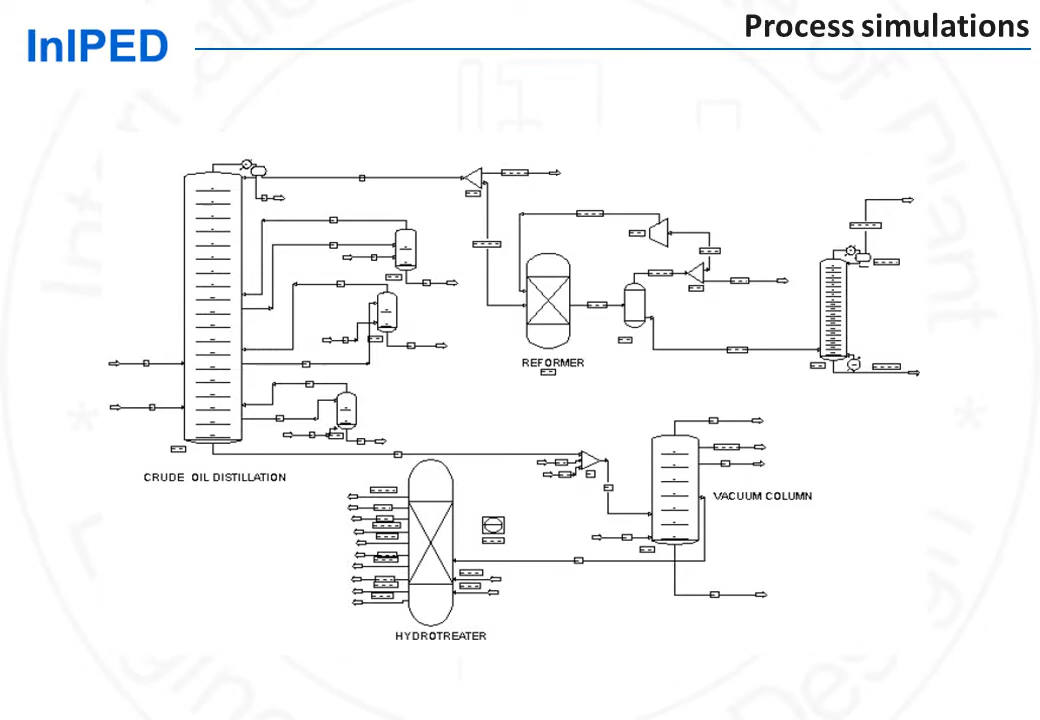 Process simulations
InIPED
REFORMER
CRUDE OIL DISTILLATION
VACUUM COLUMN
HYDROTREATER